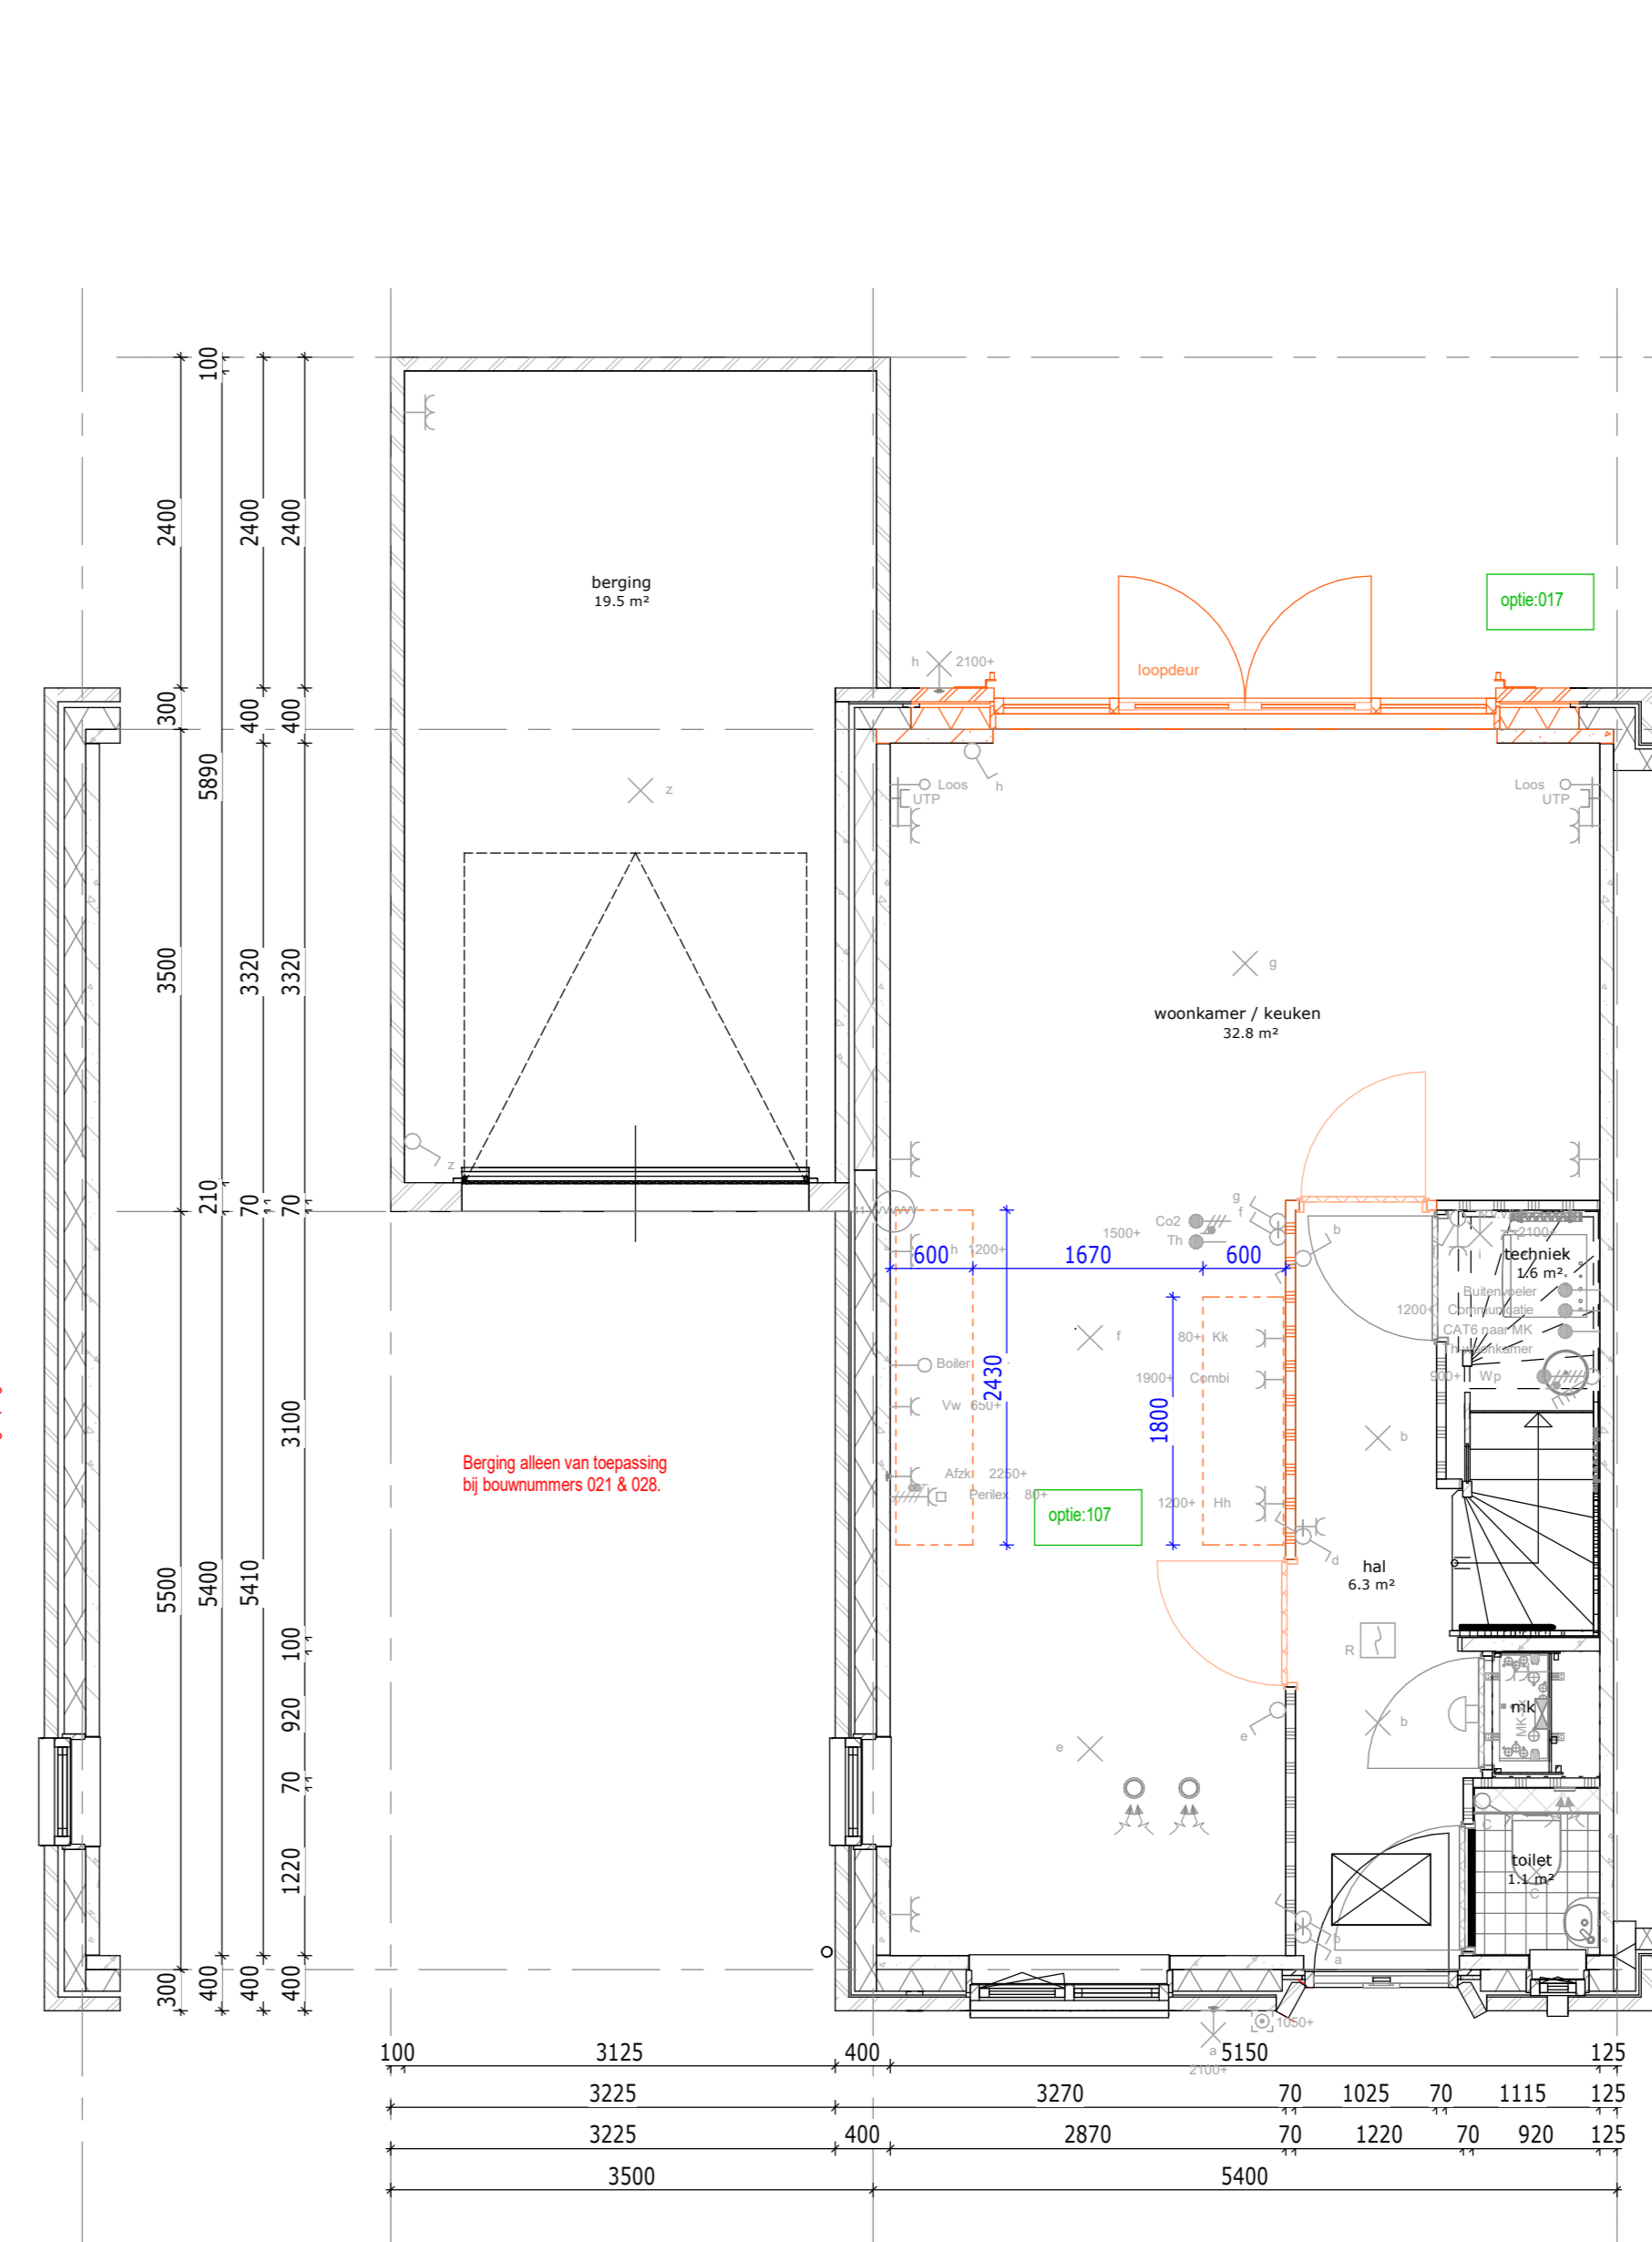 100
2400
2400
2400
300
400
400
5890
3500
3320
3320
210
70
70
3100
5500
5400
5410
100
920
70
1220
300
400
400
400
berging
19.5 m²
z
z
Berging alleen van toepassing
bij bouwnummers 021 & 028.
optie:017
loopdeur
h
2100+
h
Loos
UTP
Loos
UTP
g
woonkamer / keuken
32.8 m²
g
f
Co2
1500+
Th
b
h
1200+
600
1670
600
techniek
1.6 m²
2100+
i
Buitenvoeler
1200+
Communicatie
CAT6 naar MK
Th woonkamer
900+
Wp
f
80+
Kk
Boiler
2430
1900+
Combi
Vw
650+
1800
b
Afzk
2250+
Perilex
80+
1200+
Hh
optie:107
d
hal
6.3 m²
R
mk
MK
b
e
e
C
toilet
1.1 m²
C
b
a
1050+
a
2100+
100
3125
400
5150
125
3225
3270
70
1025
70
1115
125
3225
400
2870
70
1220
70
920
125
3500
5400